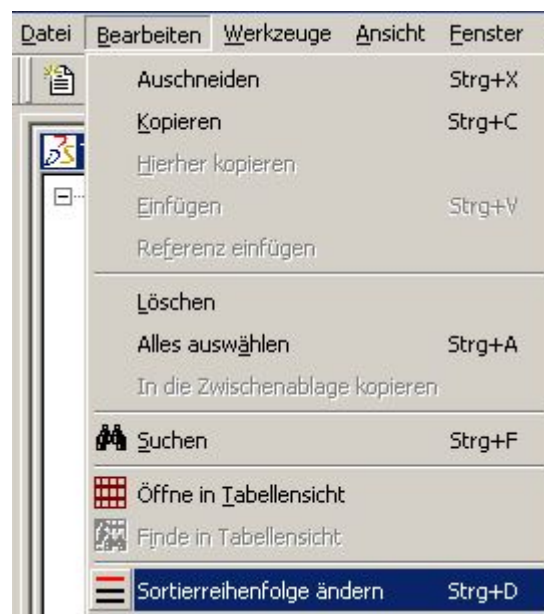 Datei Bearbeiten Werkzeuge Ansicht Fenster
Auschneiden Strg+X
Kopieren Strg+C
Hierher kopieren
Einfügen Strg+V
Referenz einfügen
Löschen
Alles auswählen Strg+A
In die Zwischenablage kopieren
Suchen Strg+F
Öffne in Tabellensicht
Finde in Tabellensicht
Sortierreihenfolge ändern Strg+D